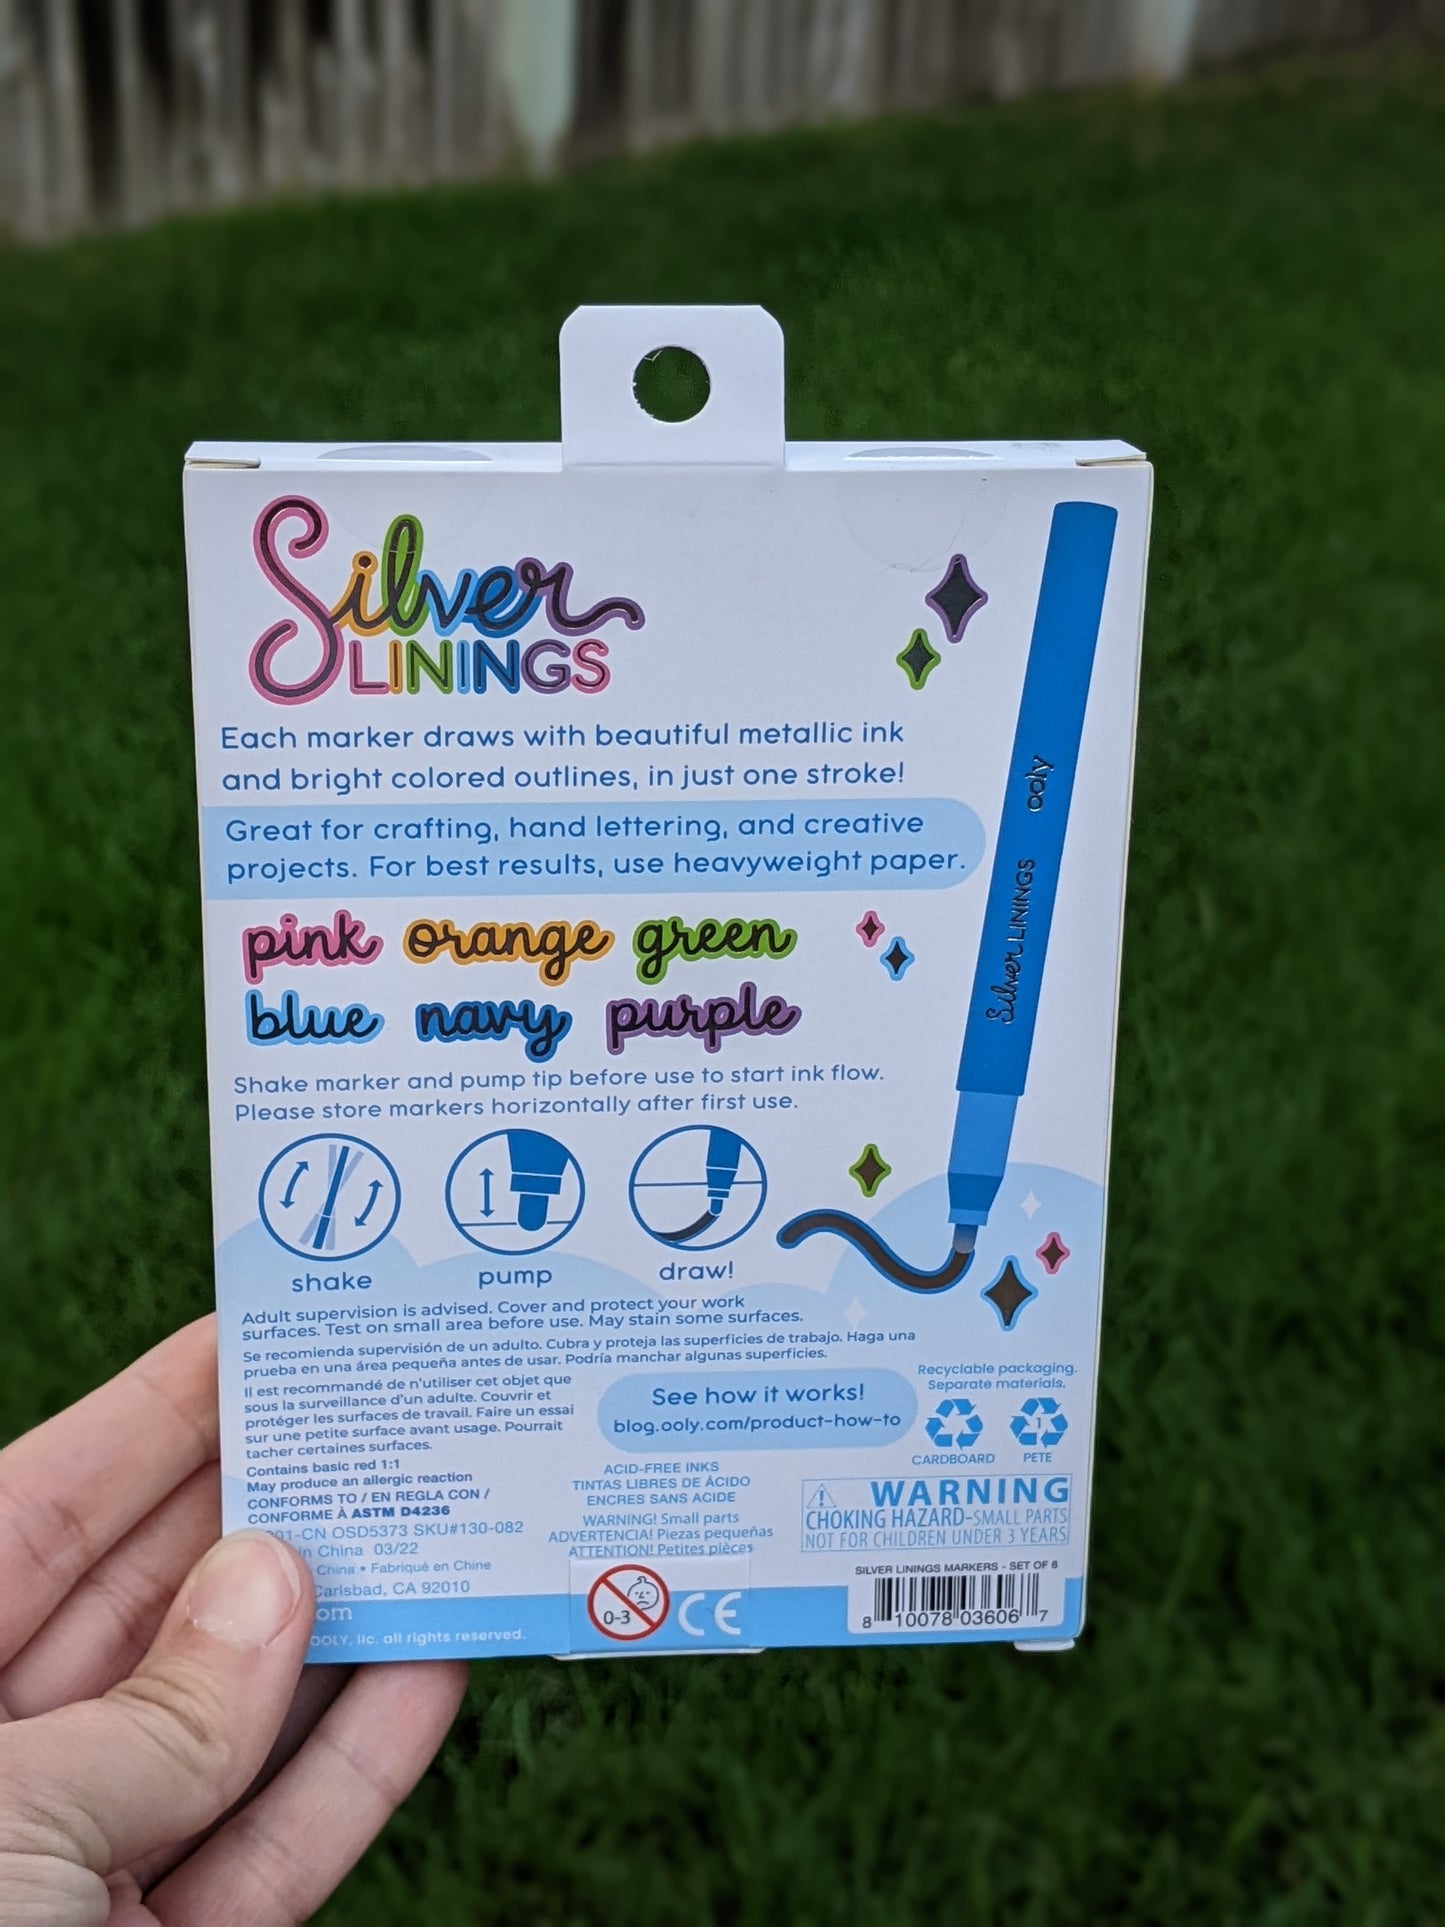 Silver
LININGS
Each marker draws with beautiful metallic ink
and bright colored outlines, in just one stroke!
Great for crafting, hand lettering, and creative
projects. For best results, use heavyweight paper.
pink orange green
blue navy purple
Silver LININGS ooly
Shake marker and pump tip before use to start ink flow.
Please store markers horizontally after first use.
shake pump draw!
Adult supervision is advised. Cover and protect your work
surfaces. Test on small area before use. May stain some surfaces.
Se recomienda supervisión de un adulto. Cubra y proteja las superficies de trabajo. Haga una
prueba en una área pequeña antes de usar. Podría manchar algunas superficies.
Il est recommandé de n'utiliser cet objet que
sous la surveillance d'un adulte. Couvrir et
protéger les surfaces de travail. Faire un essai
sur une petite surface avant usage. Pourrait
tacher certaines surfaces.
Contains basic red 1:1
May produce an allergic reaction
CONFORMS TO / EN REGLA CON /
CONFORME À ASTM D4236
01-CN OSD5373 SKU#130-082
in China 03/22
China • Fabriqué en Chine
Carlsbad, CA 92010
om
OOLY, llc. all rights reserved.
See how it works!
blog.ooly.com/product-how-to
ACID-FREE INKS
TINTAS LIBRES DE ÁCIDO
ENCRES SANS ACIDE
WARNING! Small parts
ADVERTENCIA! Piezas pequeñas
ATTENTION! Petites pièces
0-3 CE
Recyclable packaging.
Separate materials.
1
CARDBOARD PETE
WARNING
CHOKING HAZARD-SMALL PARTS
NOT FOR CHILDREN UNDER 3 YEARS
SILVER LININGS MARKERS - SET OF 6
8 10078 03606 7